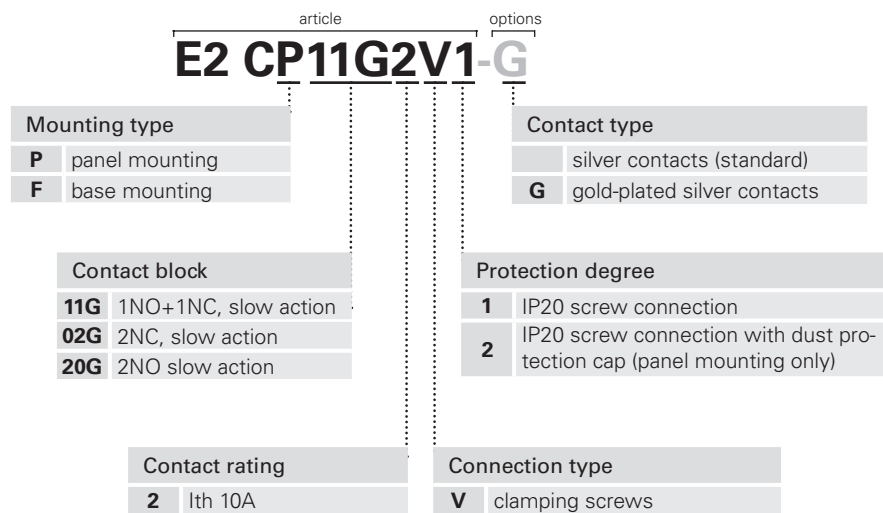 article options
E2 CP11G2V1-G
Mounting type
P panel mounting
F base mounting
Contact type
silver contacts (standard)
G gold-plated silver contacts
Contact block
11G 1NO+1NC, slow action
02G 2NC, slow action
20G 2NO slow action
Protection degree
1 IP20 screw connection
2 IP20 screw connection with dust pro-
tection cap (panel mounting only)
Contact rating
2 Ith 10A
Connection type
V clamping screws